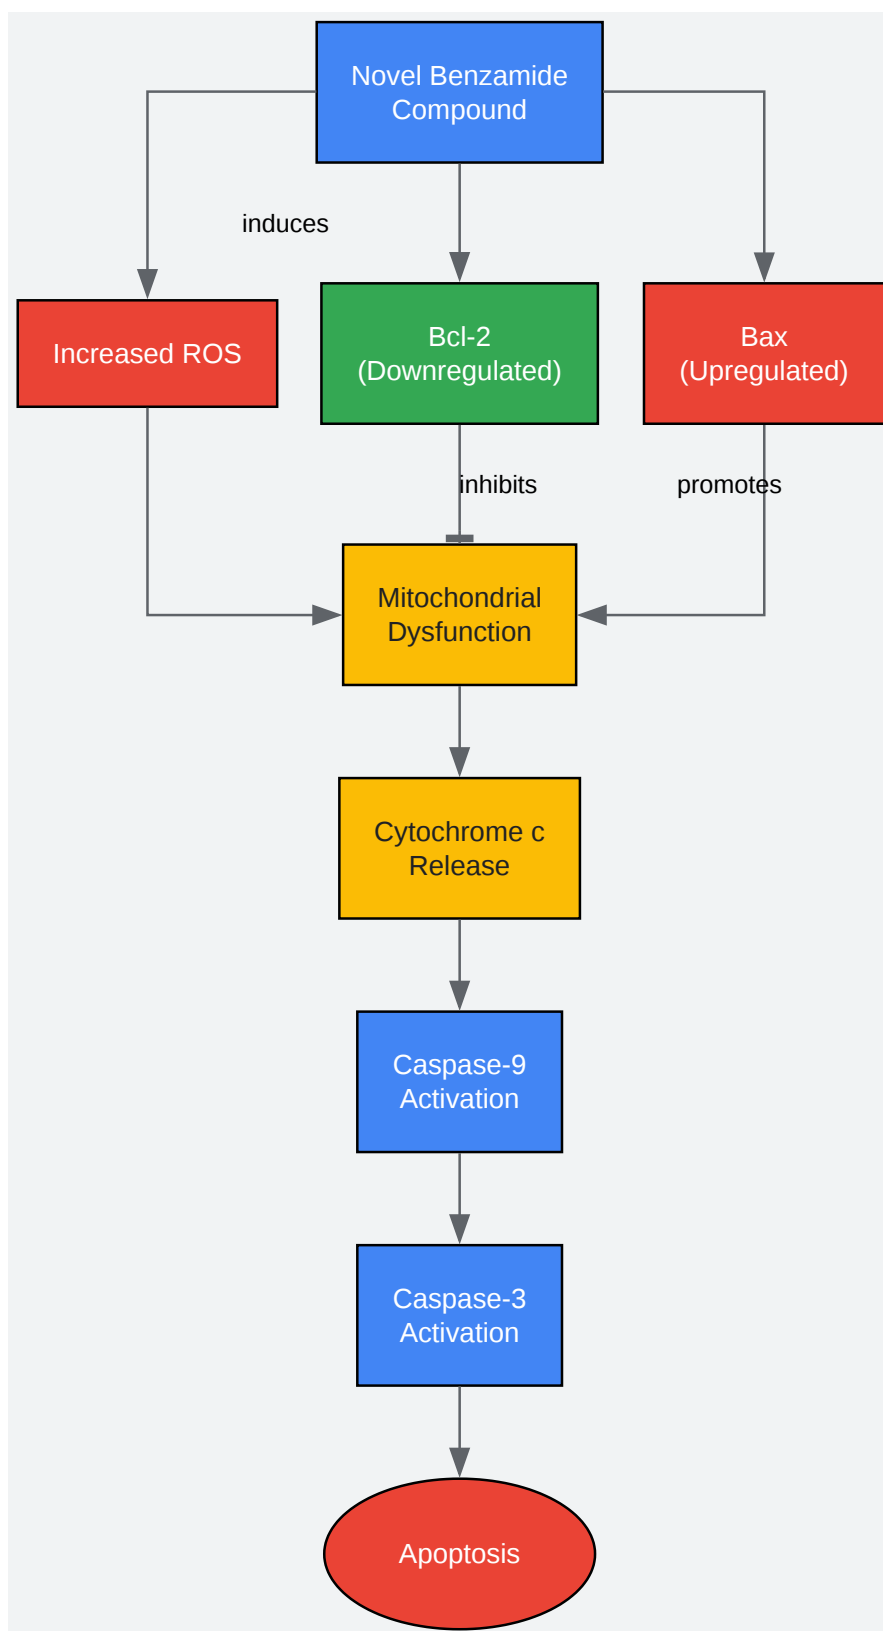 Novel Benzamide
Compound
induces
Increased ROS
Bcl-2
(Downregulated)
Bax
(Upregulated)
inhibits
promotes
Mitochondrial
Dysfunction
Cytochrome c
Release
Caspase-9
Activation
Caspase-3
Activation
Apoptosis